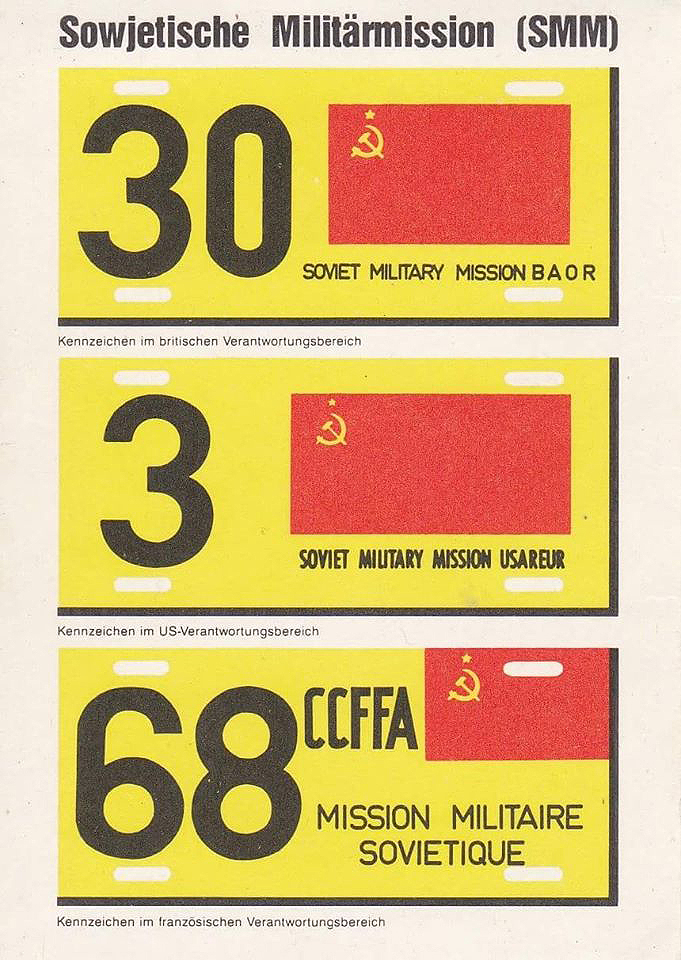 Sowjetische Militärmission (SMM)
30
SOVIET MILITARY MISSION BAOR
Kennzeichen im britischen Verantwortungsbereich
3
SOVIET MILITARY MISSION USAREUR
Kennzeichen im US-Verantwortungsbereich
68 CCFFA
MISSION MILITAIRE
SOVIETIQUE
Kennzeichen im französischen Verantwortungsbereich